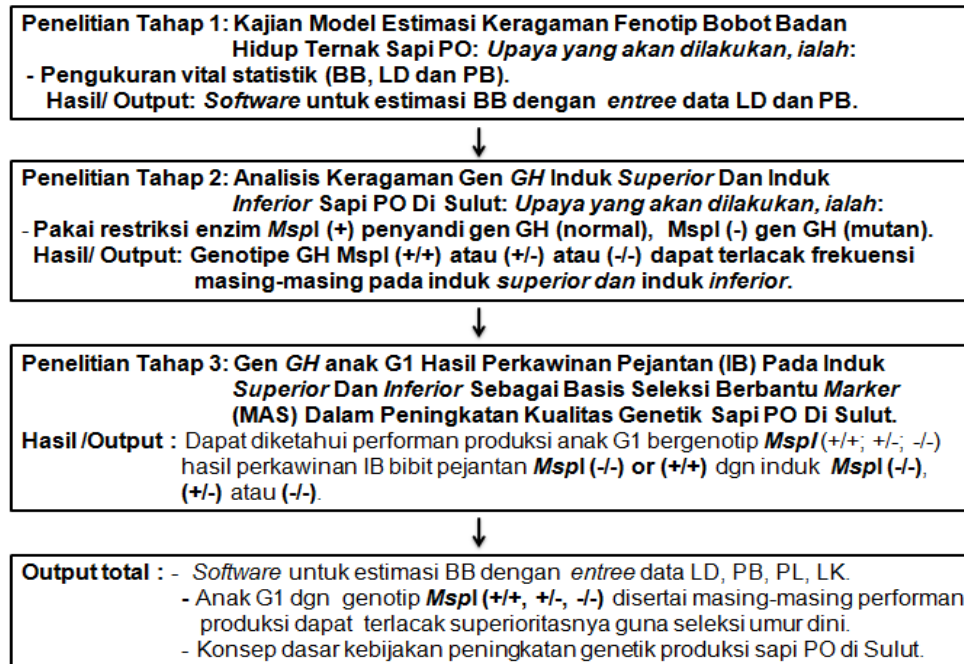 Penelitian Tahap 1: Kajian Model Estimasi Keragaman Fenotip Bobot Badan
Hidup Ternak Sapi PO: Upaya yang akan dilakukan, ialah:
- Pengukuran vital statistik (BB, LD dan PB).
Hasil/ Output: Software untuk estimasi BB dengan entree data LD dan PB.
Penelitian Tahap 2: Analisis Keragaman Gen GH Induk Superior Dan Induk
Inferior Sapi PO Di Sulut: Upaya yang akan dilakukan, ialah:
- Pakai restriksi enzim MspI (+) penyandi gen GH (normal), MspI (-) gen GH (mutan).
Hasil/ Output: Genotipe GH MspI (+/+) atau (+/-) atau (-/-) dapat terlacak frekuensi
masing-masing pada induk superior dan induk inferior.
Penelitian Tahap 3: Gen GH anak G1 Hasil Perkawinan Pejantan (IB) Pada Induk
Superior Dan Inferior Sebagai Basis Seleksi Berbantu Marker
(MAS) Dalam Peningkatan Kualitas Genetik Sapi PO Di Sulut.
Hasil /Output : Dapat diketahui performan produksi anak G1 bergenotip MspI (+/+; +/-; -/-)
hasil perkawinan IB bibit pejantan MspI (-/-) or (+/+) dgn induk MspI (-/-),
(+/-) atau (-/-).
Output total : - Software untuk estimasi BB dengan entree data LD, PB, PL, LK.
- Anak G1 dgn genotip MspI (+/+, +/-, -/-) disertai masing-masing performan
produksi dapat terlacak superioritasnya guna seleksi umur dini.
- Konsep dasar kebijakan peningkatan genetik produksi sapi PO di Sulut.